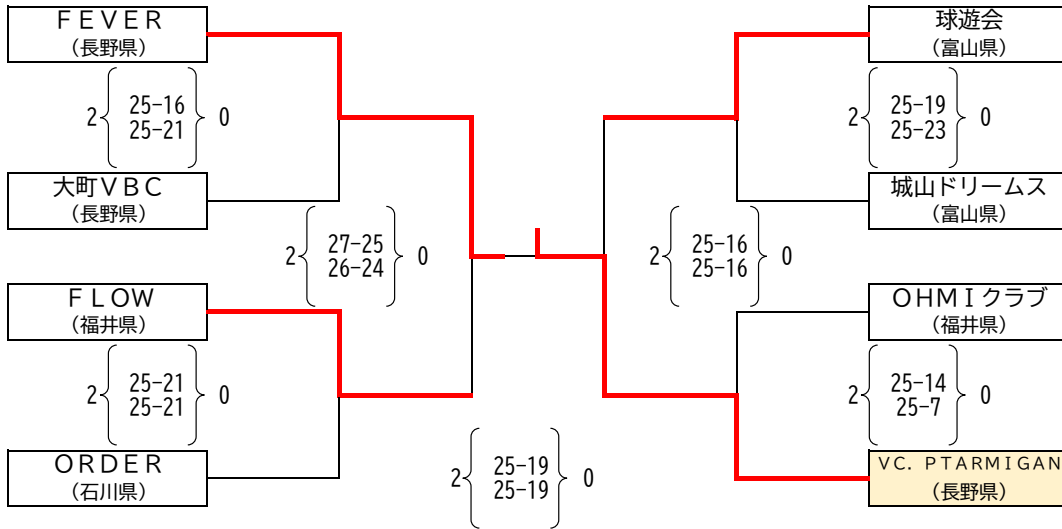 ＦＥＶＥＲ
（長野県）
2 25-16 0
25-21
大町ＶＢＣ
（長野県）
2 27-25 0
26-24
ＦＬＯＷ
（福井県）
2 25-21 0
25-21
ＯＲＤＥＲ
（石川県）
2 25-19 0
25-19
球遊会
（富山県）
2 25-19 0
25-23
城山ドリームス
（富山県）
2 25-16 0
25-16
ＯＨＭＩクラブ
（福井県）
2 25-14 0
25-7
ＶＣ．ＰＴＡＲＭＩＧＡＮ
（長野県）